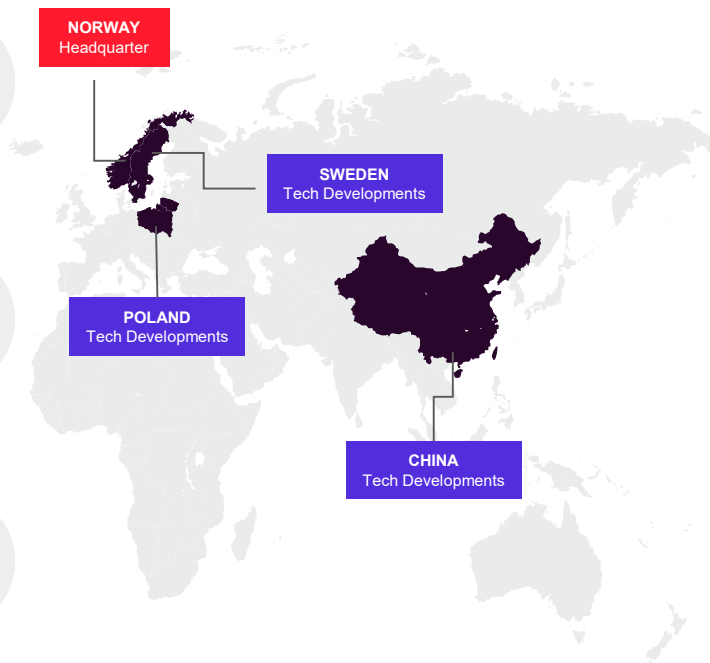 NORWAY
Headquarter
SWEDEN
Tech Developments
POLAND
Tech Developments
CHINA
Tech Developments